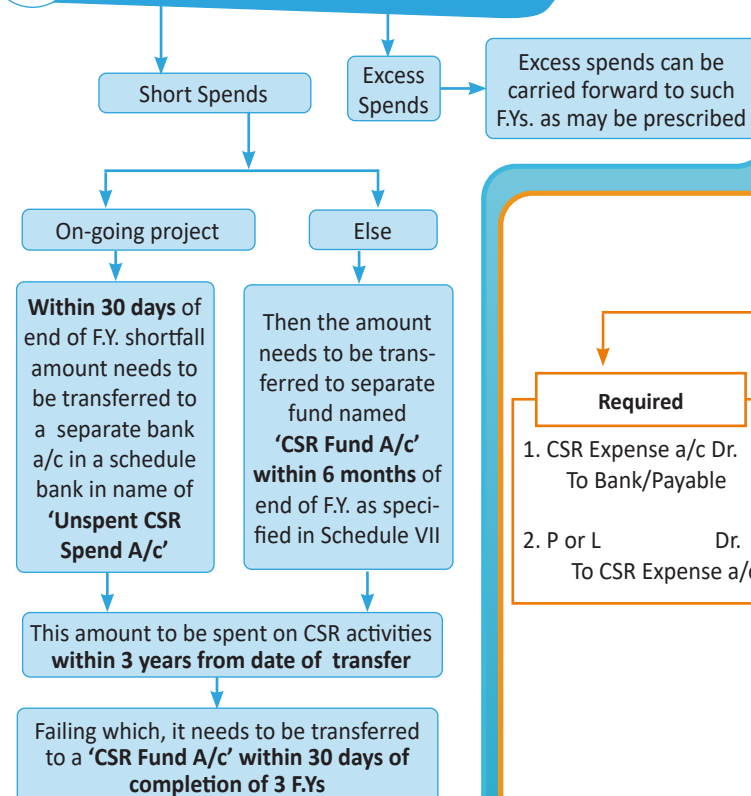 Short Spends
Excess
Spends
Excess spends can be
carried forward to such
F.Ys. as may be prescribed
On-going project
Else
Within 30 days of
end of F.Y. shortfall
amount needs to
be transferred to
a separate bank
a/c in a schedule
bank in name of
‘Unspent CSR
Spend A/c’
Then the amount
needs to be trans-
ferred to separate
fund named
‘CSR Fund A/c’
within 6 months of
end of F.Y. as speci-
fied in Schedule VII
This amount to be spent on CSR activities
within 3 years from date of transfer
Failing which, it needs to be transferred
to a ‘CSR Fund A/c’ within 30 days of
completion of 3 F.Ys
Required
1. CSR Expense a/c Dr.
To Bank/Payable
2. P or L Dr.
To CSR Expense a/c